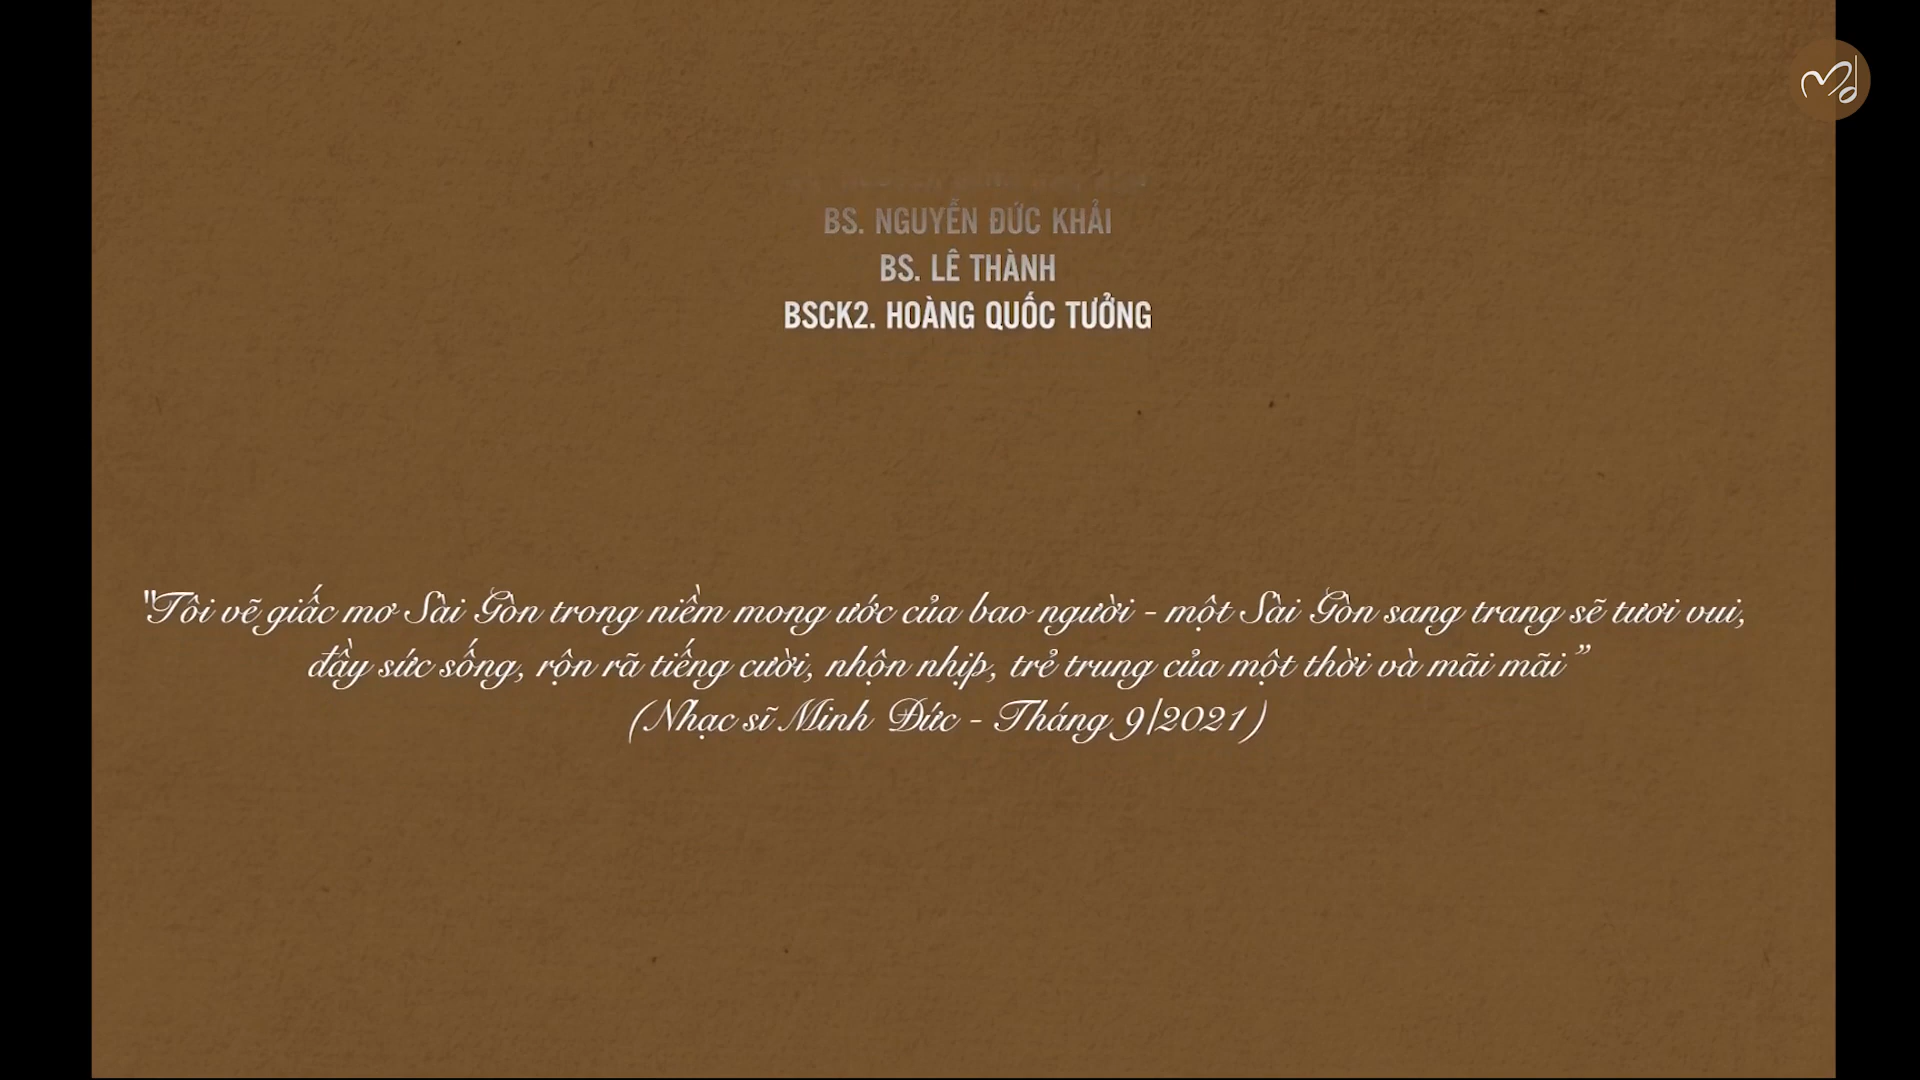 BS. NGUYỄN ĐỨC KHẢI
BS. LÊ THÀNH
BSCK2. HOÀNG QUỐC TƯỞNG
"Tôi vẽ giấc mơ Sài Gòn trong niềm mong ước của bao người - một Sài Gòn sang trang sẽ tươi vui,
đầy sức sống, rộn rã tiếng cười, nhộn nhịp, trẻ trung của một thời và mãi mãi”
(Nhạc sĩ Minh Đức - Tháng 9|2021)